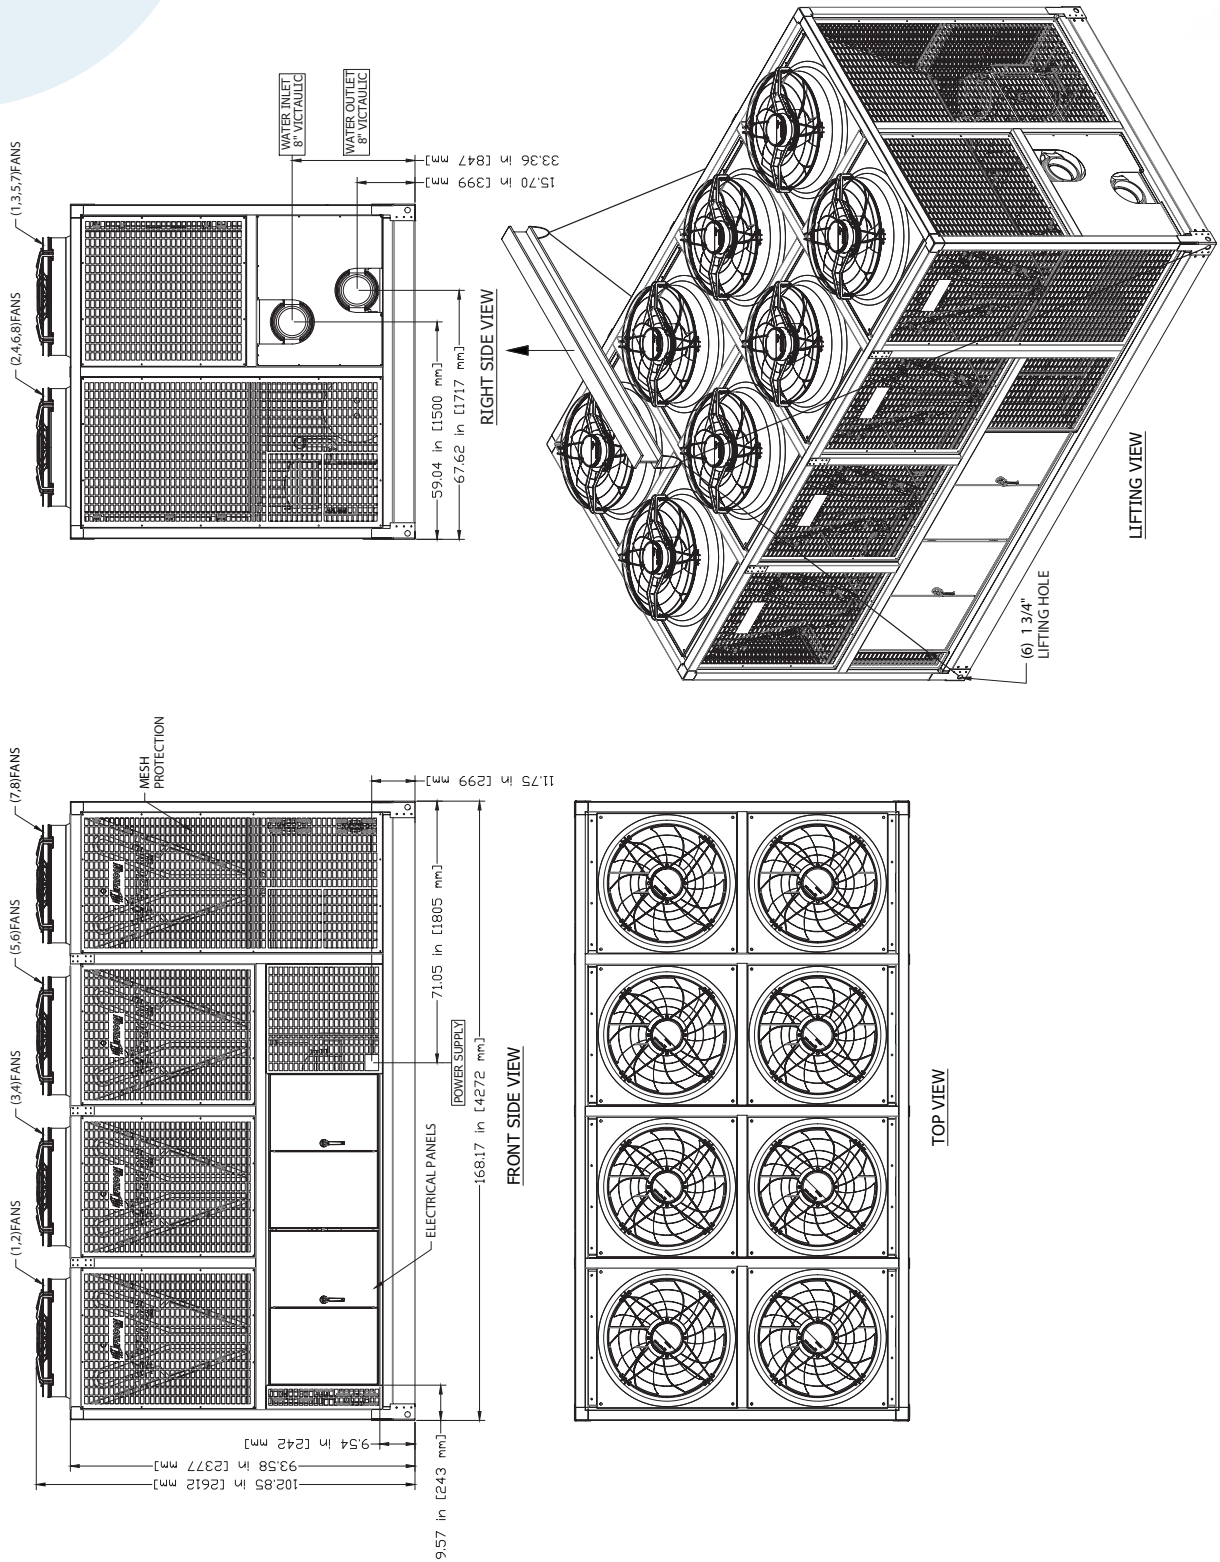 (1,2)FANS
(3,4)FANS
(5,6)FANS
(7,8)FANS
MESH
PROTECTION
102.85 in [2612 mm]
93.58 in [2377 mm]
9.54 in [242 mm]
9.57 in [243 mm]
11.75 in [299 mm]
71.05 in [1805 mm]
POWER SUPPLY
168.17 in [4272 mm]
ELECTRICAL PANELS
FRONT SIDE VIEW
TOP VIEW
(2,4,6,8)FANS
(1,3,5,7)FANS
WATER INLET
8" VICTAULIC
WATER OUTLET
8" VICTAULIC
33.36 in [847 mm]
15.70 in [399 mm]
59.04 in [1500 mm]
67.62 in [1717 mm]
RIGHT SIDE VIEW
(6) 1 3/4"
LIFTING HOLE
LIFTING VIEW